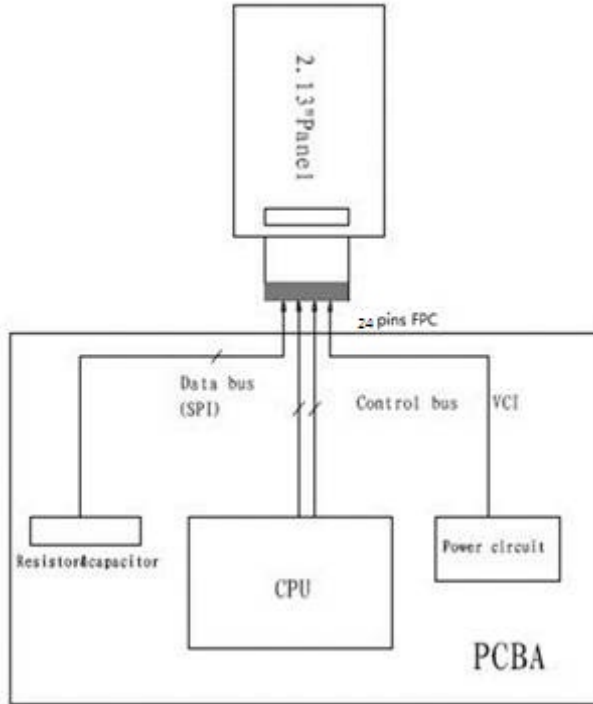 2.13"Panel
24 pins FPC
Data bus
(SPI)
Control bus
VCI
Resistor&capacitor
CPU
Power circuit
PCBA